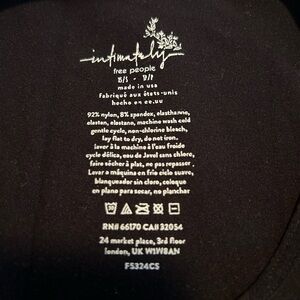 intimately
free people
XS/S - TP/P
made in usa
Fabriqué aux états-unis
hecho en ee.uu
92% nylon, 8% spandex, elasthanne,
elastan, elastano, machine wash cold
gentle cycle, non-chlorine bleach,
lay flat to dry, do not iron.
laver à la machine à l'eau froide
cycle délica, eau de Javel sans chlore,
faire sécher à plat, ne pas repasser
Lavar a máquina en frío ciclo suave,
blanqueador sin cloro, coloque
en plano para secar, no planchar
RN# 66170 CA# 32054
24 market place, 3rd floor
london, UK W1W8AN
F5324CS